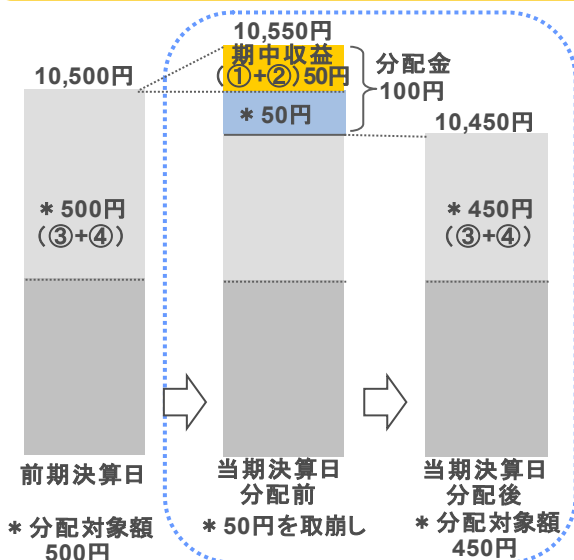 10,550円
期中収益
(①+②)50円
分配金
100円
10,500円
＊50円
10,450円
＊500円
(③+④)
＊450円
(③+④)
前期決算日
当期決算日
分配前
当期決算日
分配後
＊分配対象額
500円
＊50円を取崩し
＊分配対象額
450円